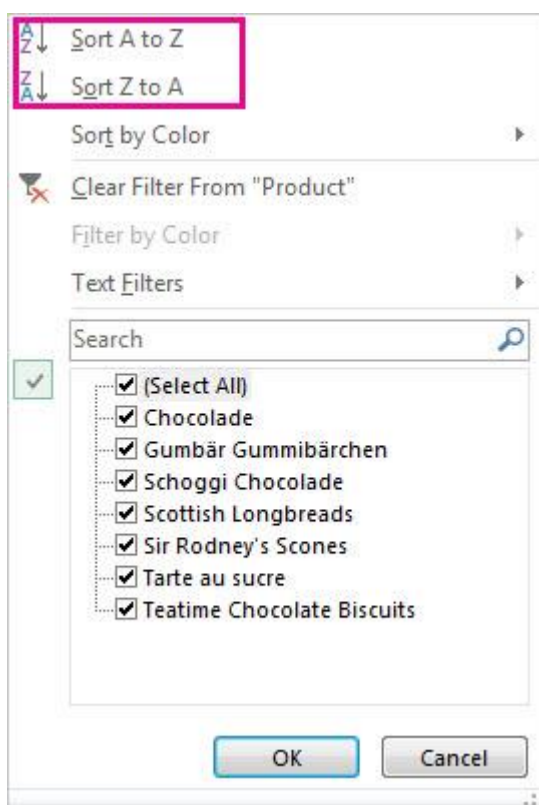 Sort A to Z
Sort Z to A
Sort by Color
Clear Filter From "Product"
Filter by Color
Text Filters
Search
(Select All)
Chocolade
Gumbär Gummibärchen
Schoggi Chocolade
Scottish Longbreads
Sir Rodney's Scones
Tarte au sucre
Teatime Chocolate Biscuits
OK Cancel